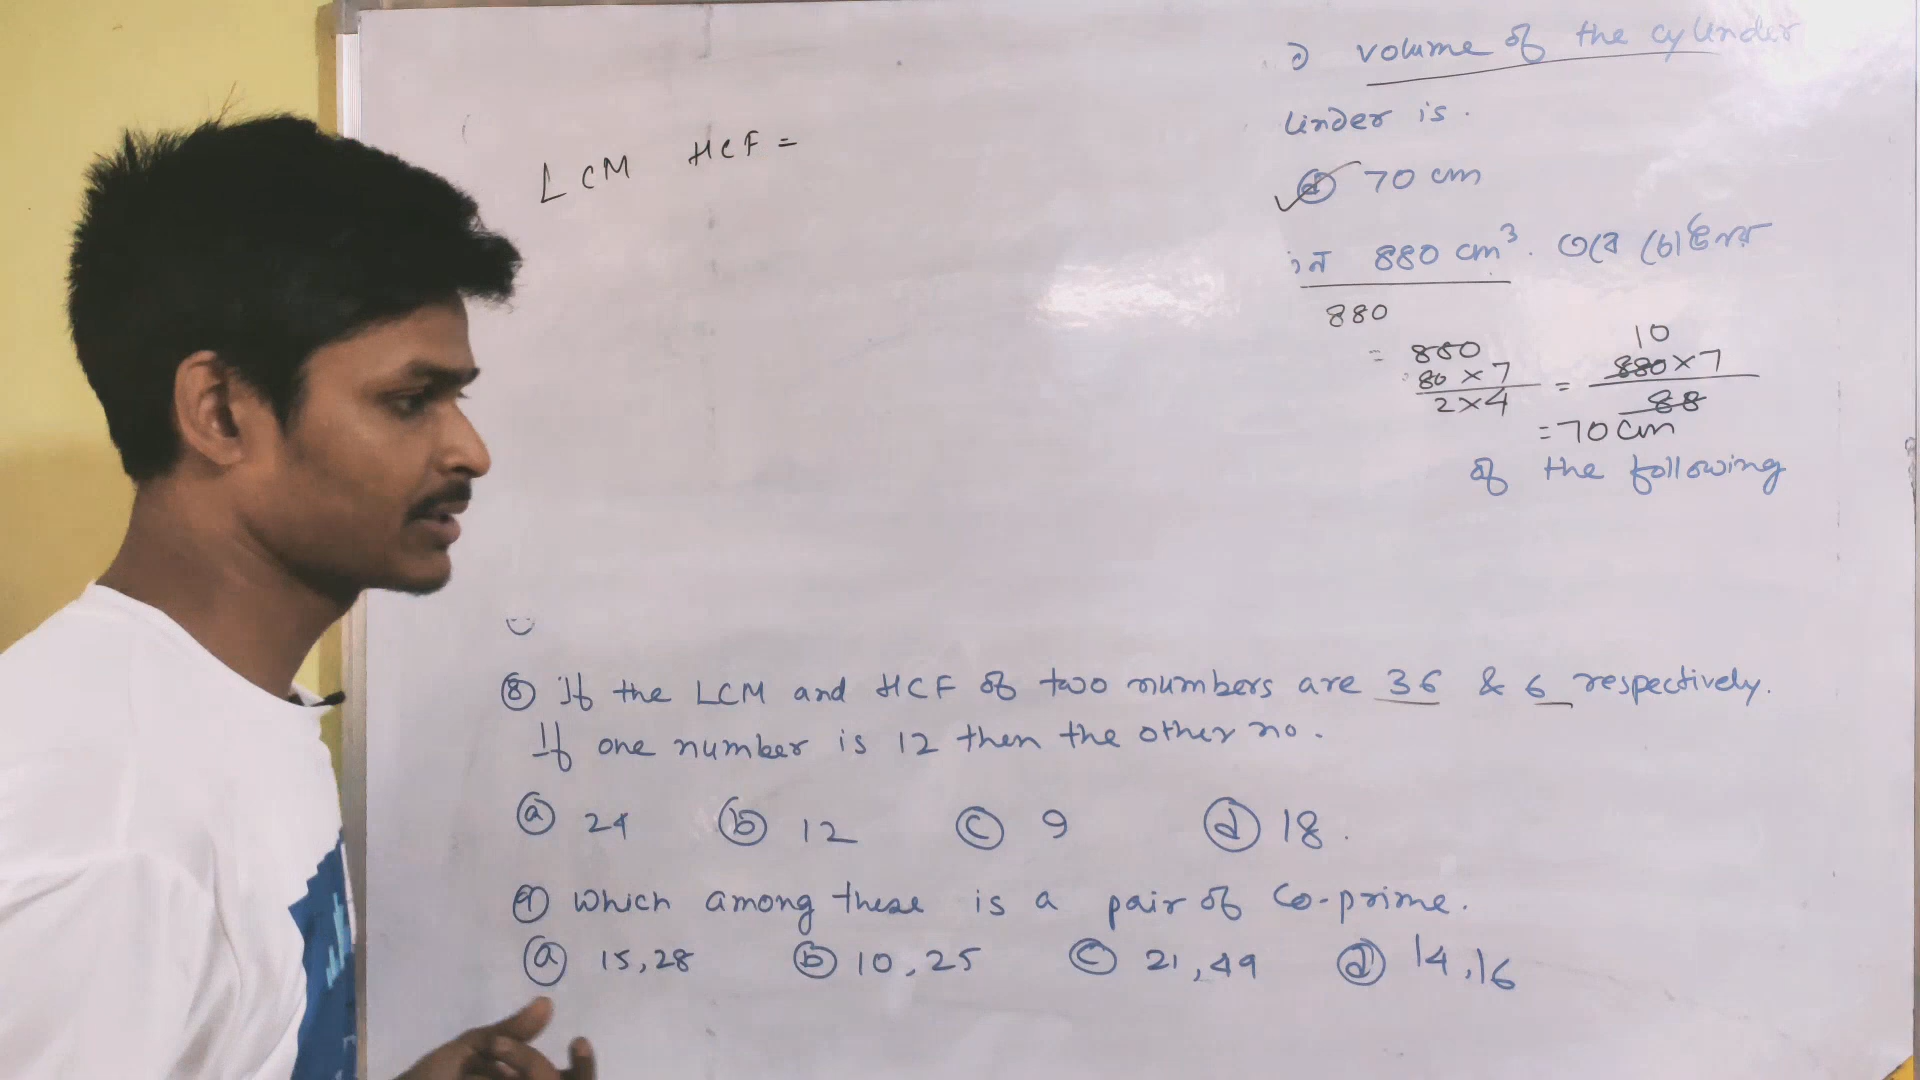 volume of the cylinder
linder is.
LCM HCF =
ⓓ 70 cm
880 cm³. তবে
880
= 880
80 × 7
2×4
= 10
880×7
88
=70 cm
of the following
⑧ If the LCM and HCF of two numbers are 36 & 6 respectively.
If one number is 12 then the other no.
ⓐ 24 ⓑ 12 ⓒ 9 ⓓ 18.
⑨ Which among these is a pair of Co-prime.
ⓐ 15,28 ⓑ 10,25 ⓒ 21,49 ⓓ 14,16